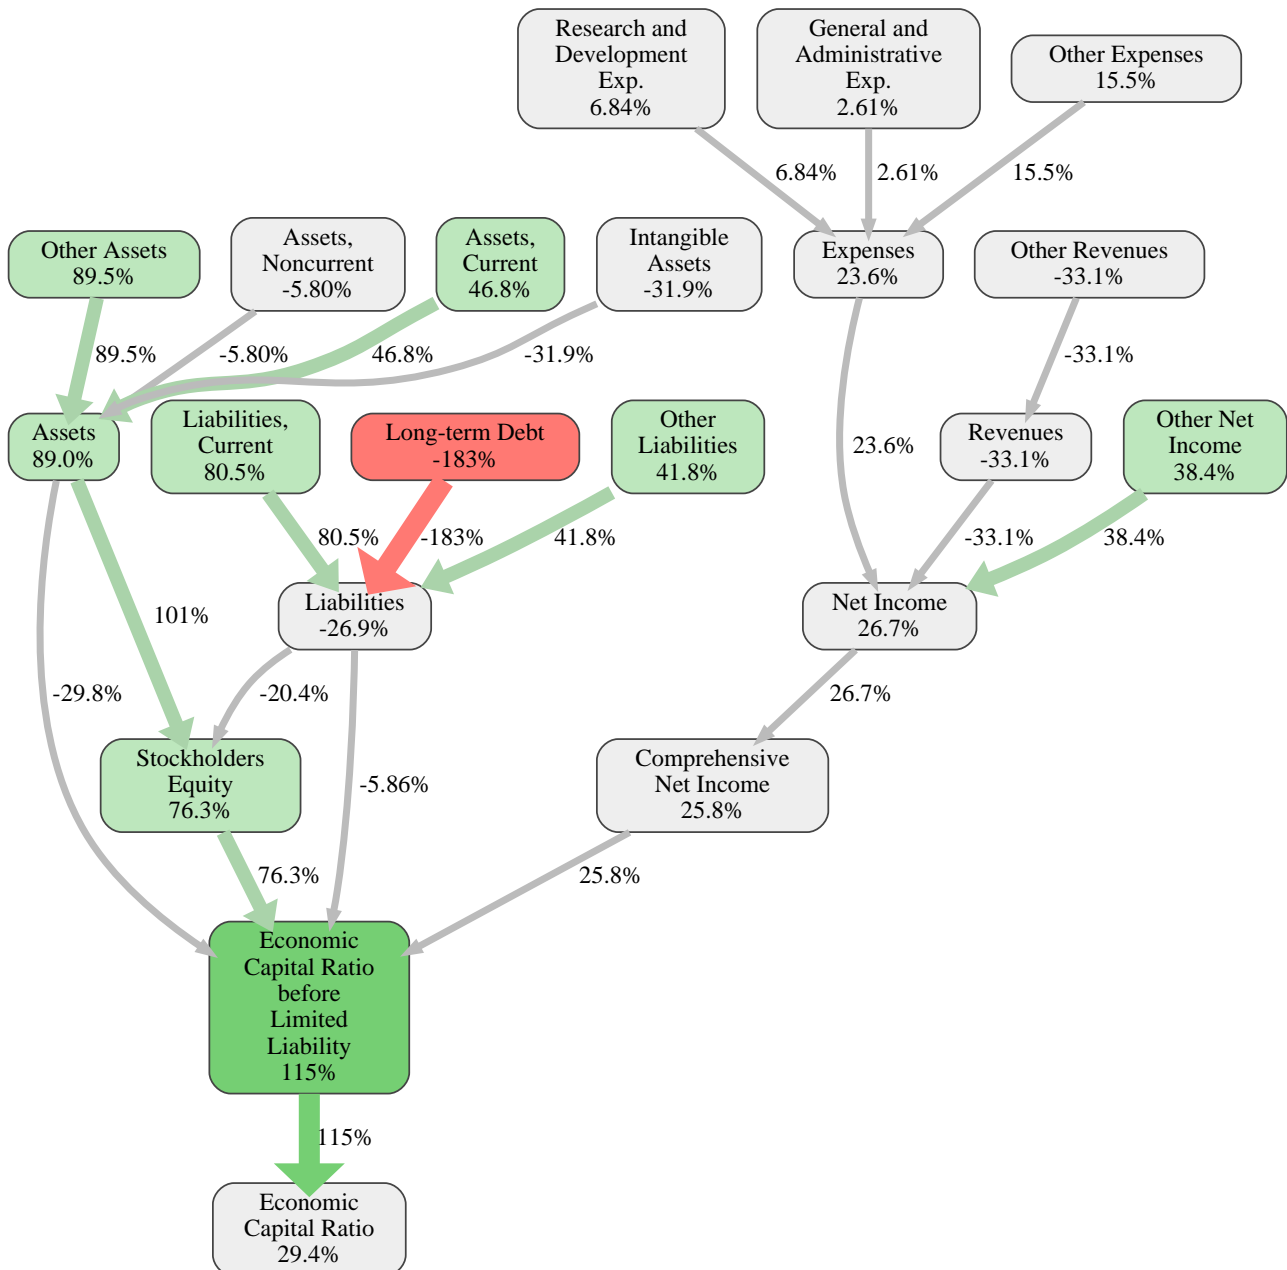 Research and
Development
Exp.
6.84%
General and
Administrative
Exp.
2.61%
Other Expenses
15.5%
6.84%
2.61%
15.5%
Other Assets
89.5%
Assets,
Noncurrent
-5.80%
Assets,
Current
46.8%
Intangible
Assets
-31.9%
Expenses
23.6%
Other Revenues
-33.1%
89.5%
-5.80%
46.8%
-31.9%
-33.1%
Assets
89.0%
Liabilities,
Current
80.5%
Long-term Debt
-183%
Other
Liabilities
41.8%
23.6%
Revenues
-33.1%
Other Net
Income
38.4%
80.5%
-183%
41.8%
-33.1%
38.4%
Liabilities
-26.9%
Net Income
26.7%
101%
-29.8%
-20.4%
26.7%
Stockholders
Equity
76.3%
-5.86%
Comprehensive
Net Income
25.8%
76.3%
25.8%
Economic
Capital Ratio
before
Limited
Liability
115%
115%
Economic
Capital Ratio
29.4%